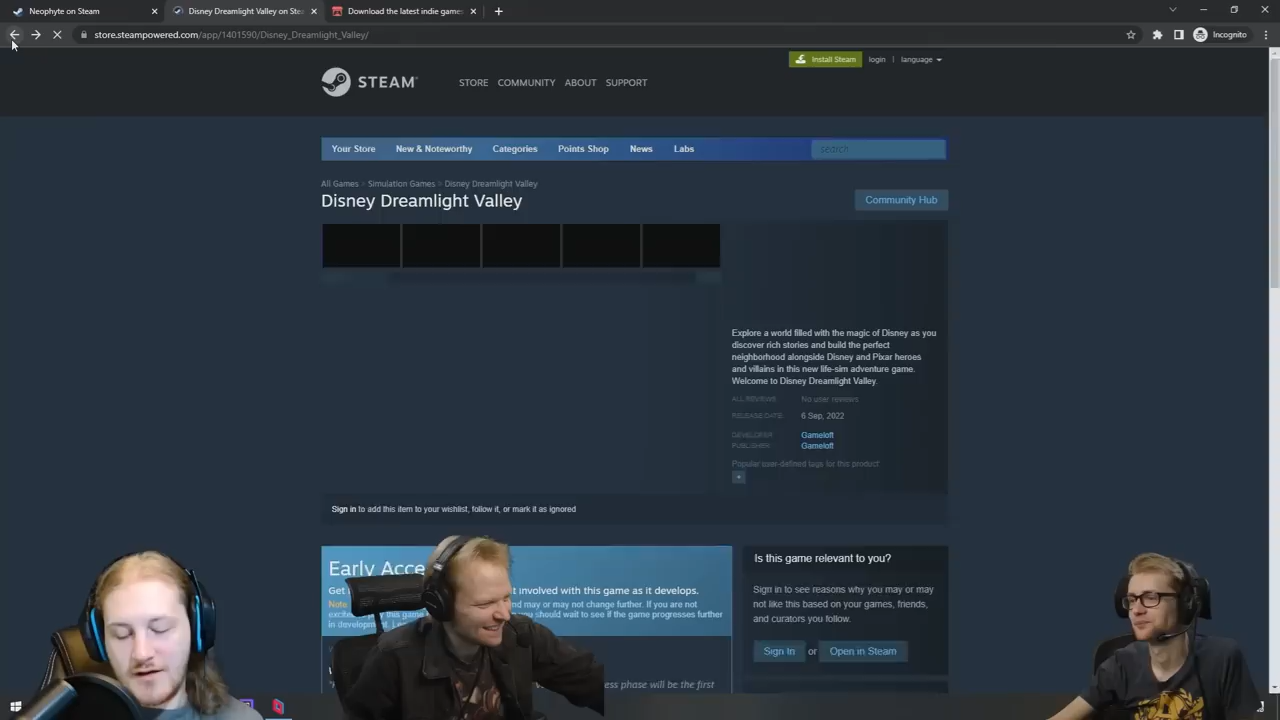 Neophyte on Steam
Disney Dreamlight Valley on Ste
Download the latest indie games
store.steampowered.com/app/1401590/Disney_Dreamlight_Valley/
Incognito
Install Steam
login | language
STEAM
STORE COMMUNITY ABOUT SUPPORT
Your Store New & Noteworthy Categories Points Shop News Labs
search
All Games > Simulation Games > Disney Dreamlight Valley
Disney Dreamlight Valley
Community Hub
Explore a world filled with the magic of Disney as you
discover rich stories and build the perfect
neighborhood alongside Disney and Pixar heroes
and villains in this new life-sim adventure game.
Welcome to Disney Dreamlight Valley.
ALL REVIEWS: No user reviews
RELEASE DATE: 6 Sep, 2022
DEVELOPER: Gameloft
PUBLISHER: Gameloft
Popular user-defined tags for this product:
+
Sign in to add this item to your wishlist, follow it, or mark it as ignored
Early Acce
Get involved with this game as it develops.
Note nd may or may not change further. If you are not
excite play this game ou should wait to see if the game progresses further
in development.
ess phase will be the first
Is this game relevant to you?
Sign in to see reasons why you may or may
not like this based on your games, friends,
and curators you follow.
Sign In or Open in Steam